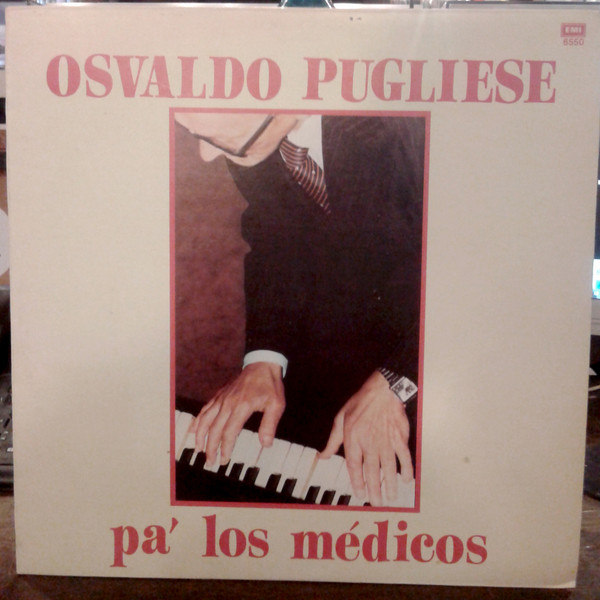 EMI
6550
OSVALDO PUGLIESE
pa' los médicos